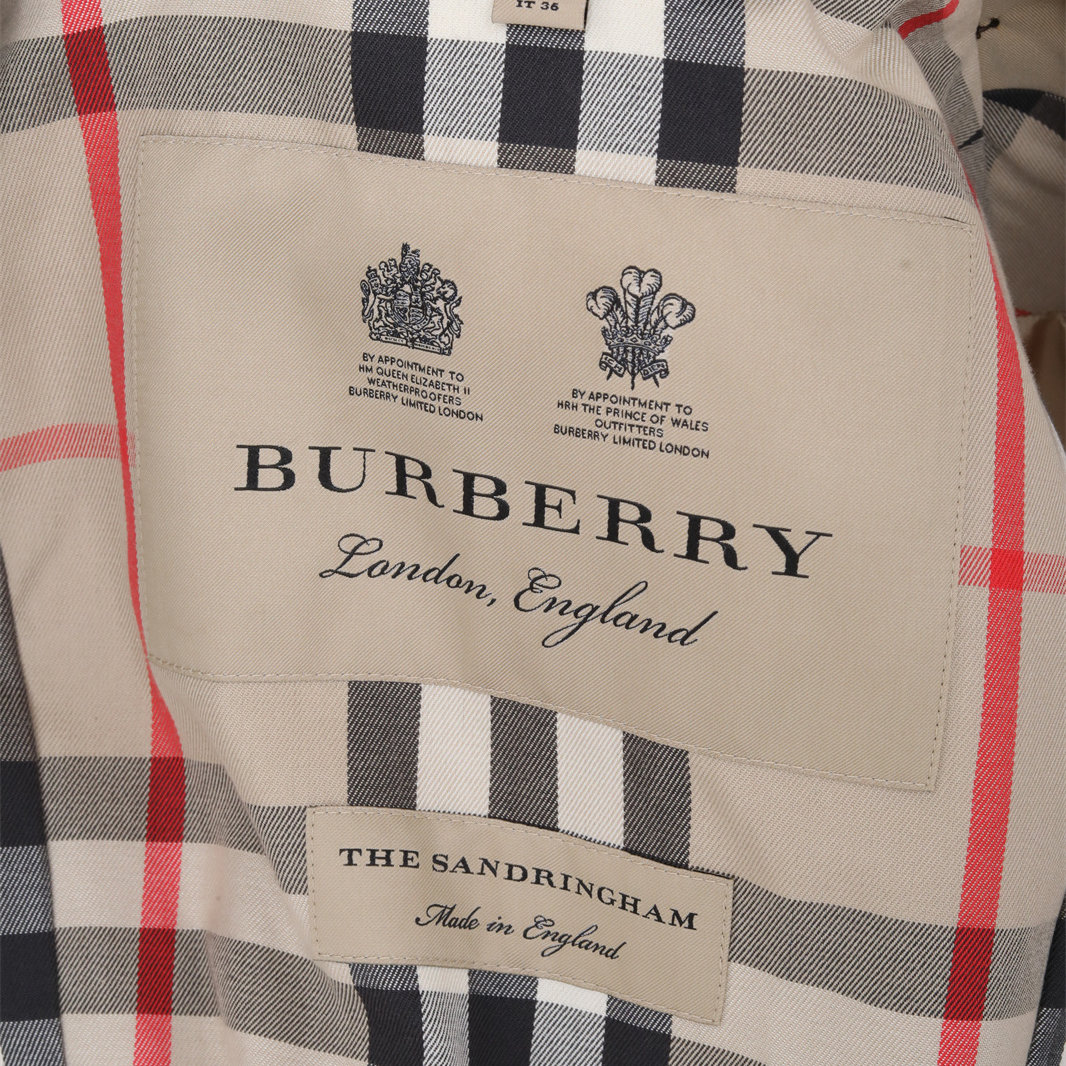 IT 36
BY APPOINTMENT TO
HM QUEEN ELIZABETH II
WEATHERPROOFERS
BURBERRY LIMITED LONDON
BY APPOINTMENT TO
HRH THE PRINCE OF WALES
OUTFITTERS
BURBERRY LIMITED LONDON
BURBERRY
London, England
THE SANDRINGHAM
Made in England